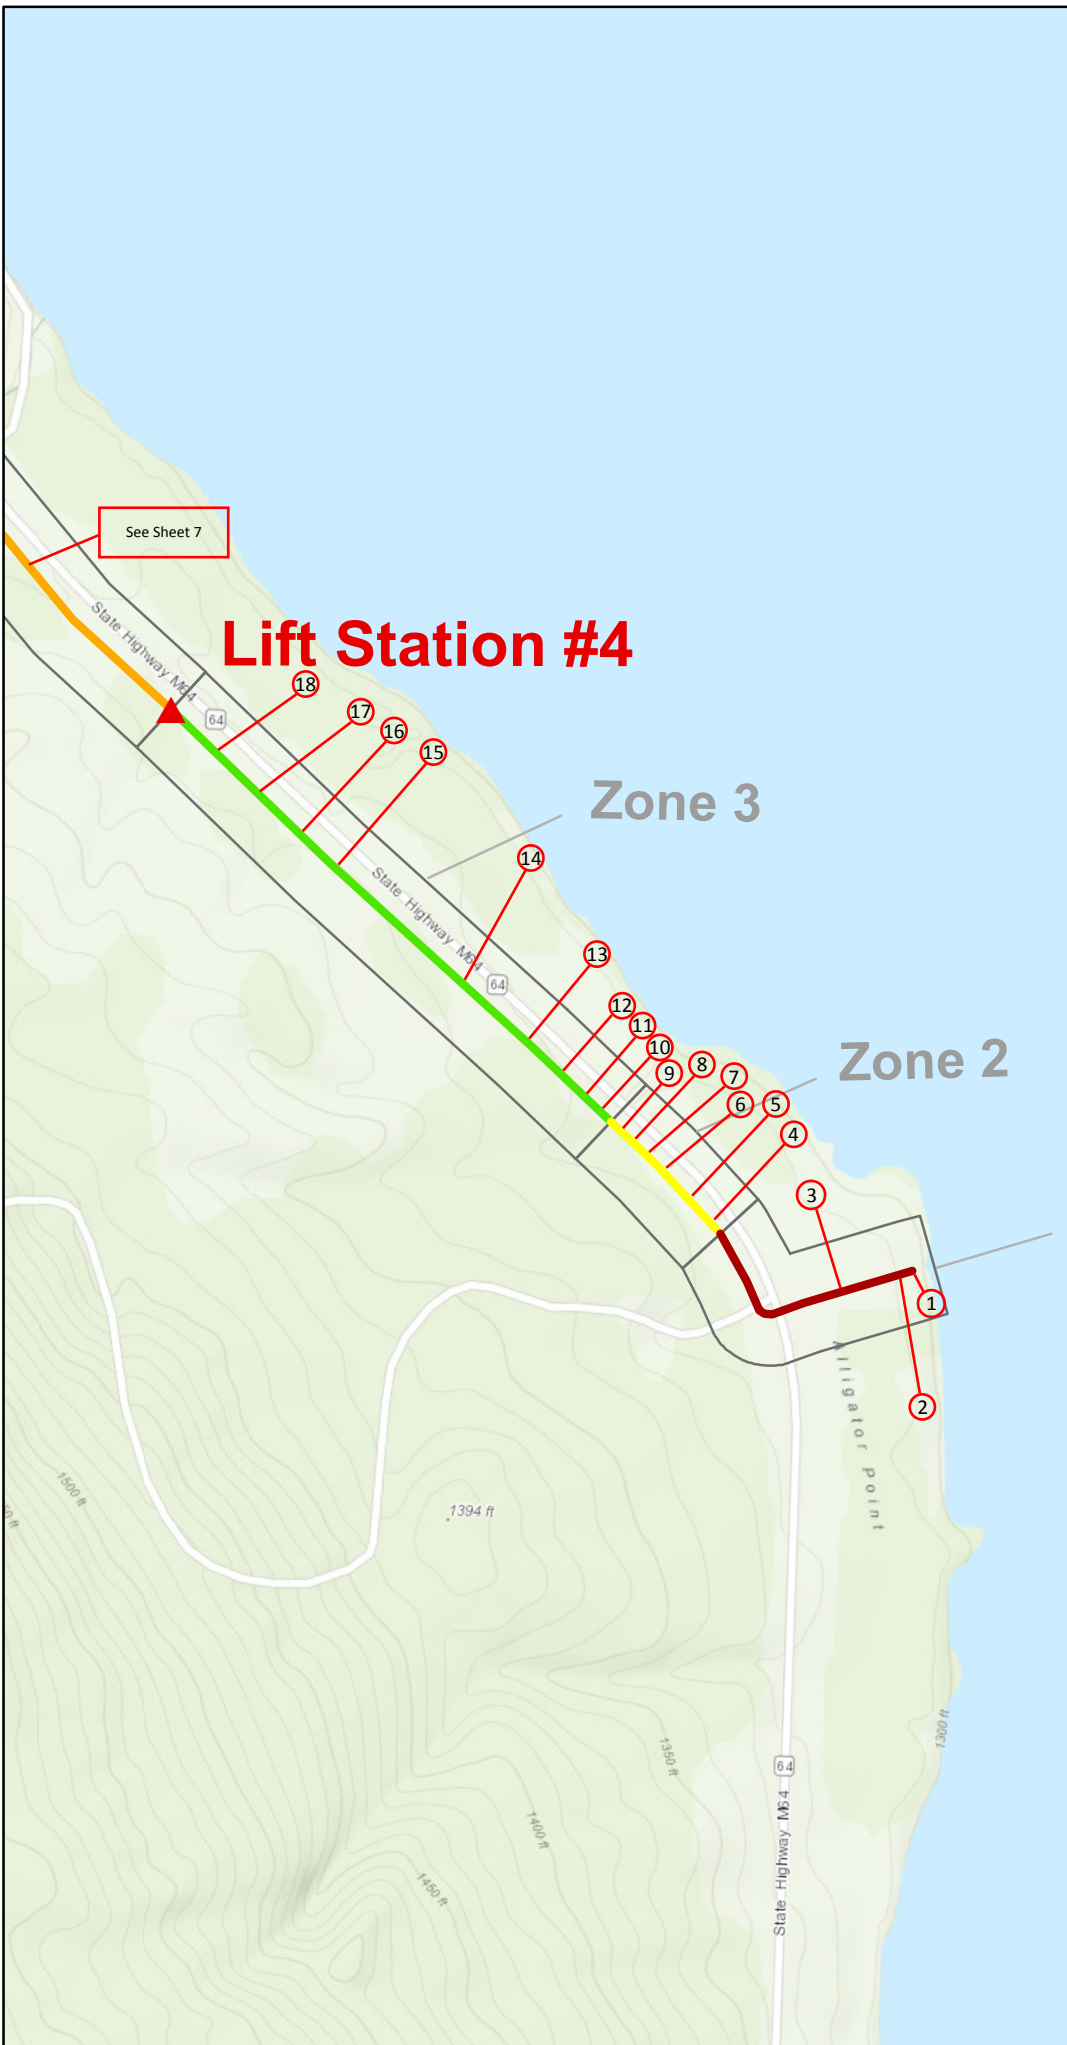 See Sheet 7
State Highway M64
Lift Station #4
18
64
17
16
15
Zone 3
14
State Highway M64
64
13
12
11
10
9
8
7
Zone 2
6
5
4
3
1
2
Alligator Point
1500 ft
1394 ft
1300 ft
1350 ft
64
1400 ft
State Highway M64
1450 ft